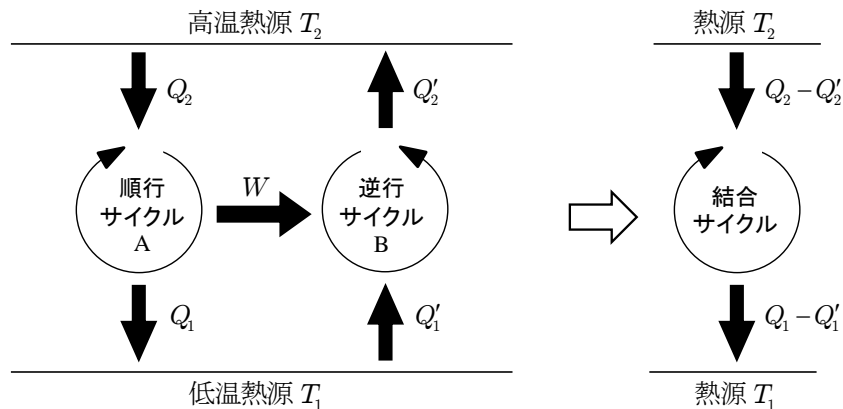 高温熱源 T₂
熱源 T₂
Q₂
Q₂′
Q₂ − Q₂′
順行
サイクル
A
W
逆行
サイクル
B
結合
サイクル
Q₁
Q₁′
Q₁ − Q₁′
低温熱源 T₁
熱源 T₁